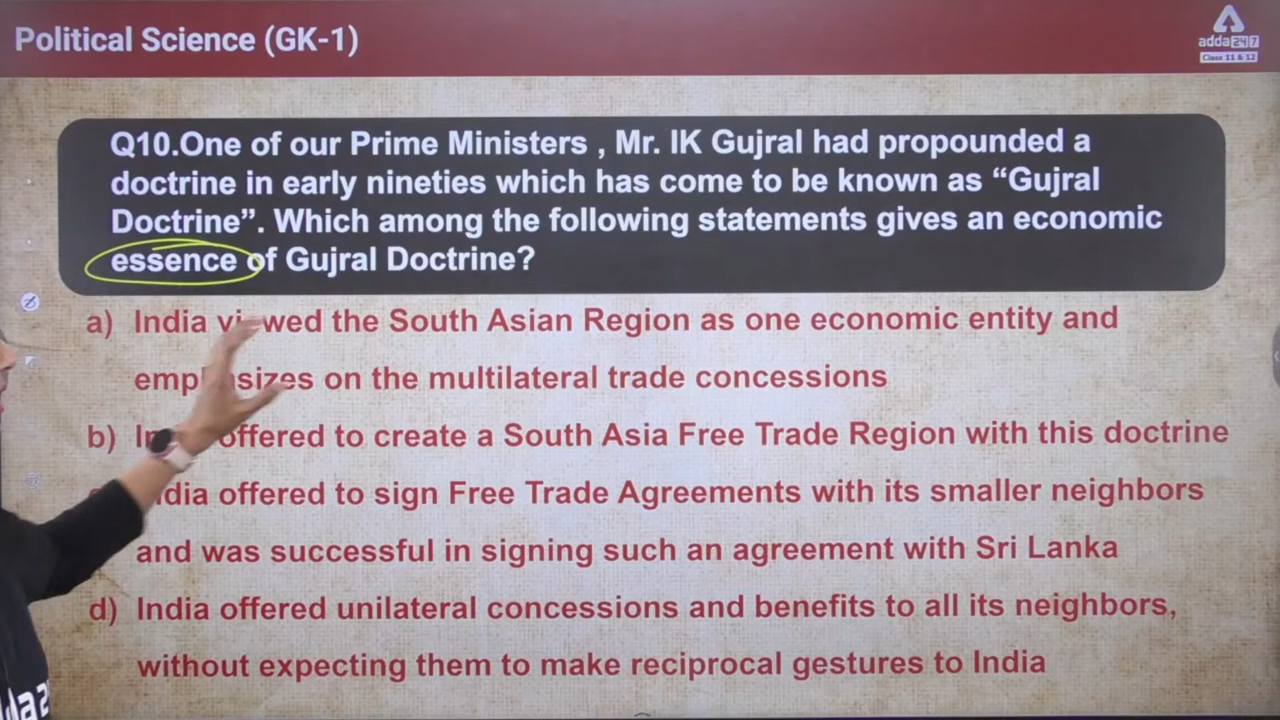 Political Science (GK-1)
adda247
Class 11 & 12
Q10.One of our Prime Ministers , Mr. IK Gujral had propounded a
doctrine in early nineties which has come to be known as “Gujral
Doctrine”. Which among the following statements gives an economic
essence of Gujral Doctrine?
a) India viewed the South Asian Region as one economic entity and
emphasizes on the multilateral trade concessions
b) offered to create a South Asia Free Trade Region with this doctrine
India offered to sign Free Trade Agreements with its smaller neighbors
and was successful in signing such an agreement with Sri Lanka
d) India offered unilateral concessions and benefits to all its neighbors,
without expecting them to make reciprocal gestures to India